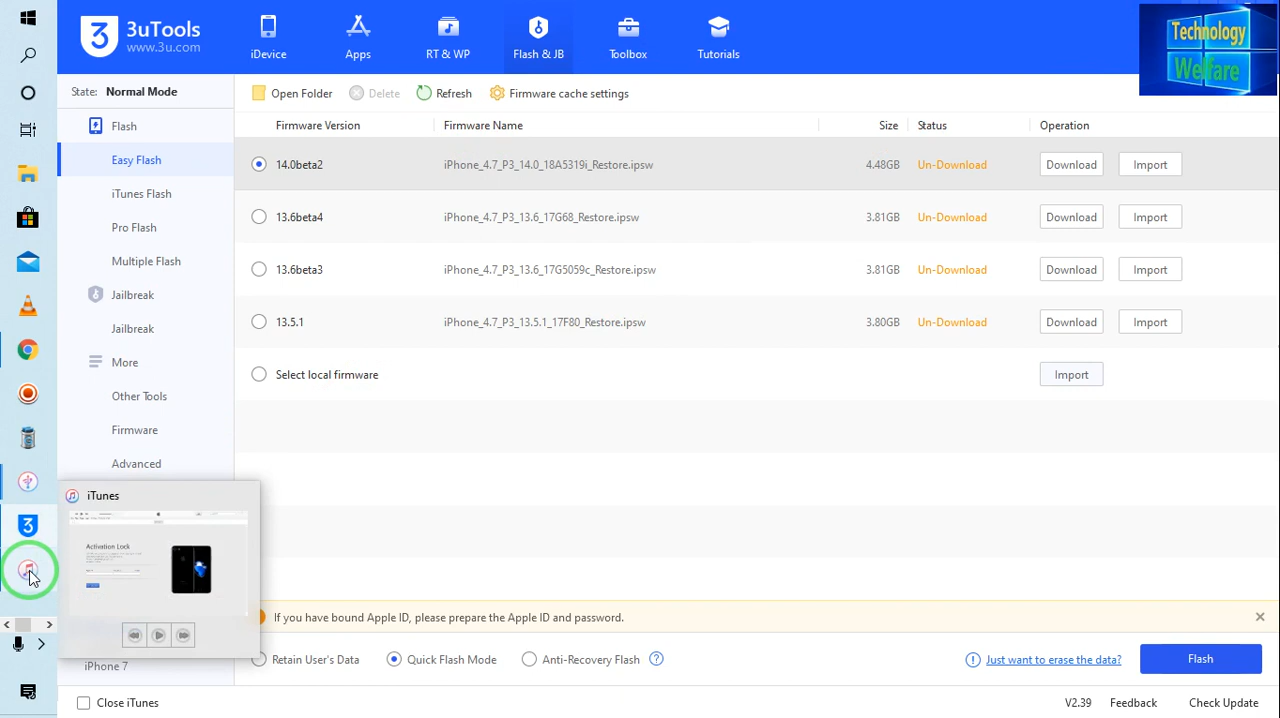 3uTools
www.3u.com
iDevice
Apps
RT & WP
Flash & JB
Toolbox
Tutorials
Technology
Welfare
State: Normal Mode
Open Folder
Delete
Refresh
Firmware cache settings
Flash
Easy Flash
iTunes Flash
Pro Flash
Multiple Flash
Jailbreak
Jailbreak
More
Other Tools
Firmware
Advanced
Firmware Version Firmware Name Size Status Operation
14.0beta2 iPhone_4.7_P3_14.0_18A5319i_Restore.ipsw 4.48GB Un-Download Download Import
13.6beta4 iPhone_4.7_P3_13.6_17G68_Restore.ipsw 3.81GB Un-Download Download Import
13.6beta3 iPhone_4.7_P3_13.6_17G5059c_Restore.ipsw 3.81GB Un-Download Download Import
13.5.1 iPhone_4.7_P3_13.5.1_17F80_Restore.ipsw 3.80GB Un-Download Download Import
Select local firmware Import
iTunes
Activation Lock
iPhone 7
If you have bound Apple ID, please prepare the Apple ID and password.
Retain User's Data
Quick Flash Mode
Anti-Recovery Flash
Just want to erase the data?
Flash
Close iTunes
V2.39
Feedback
Check Update